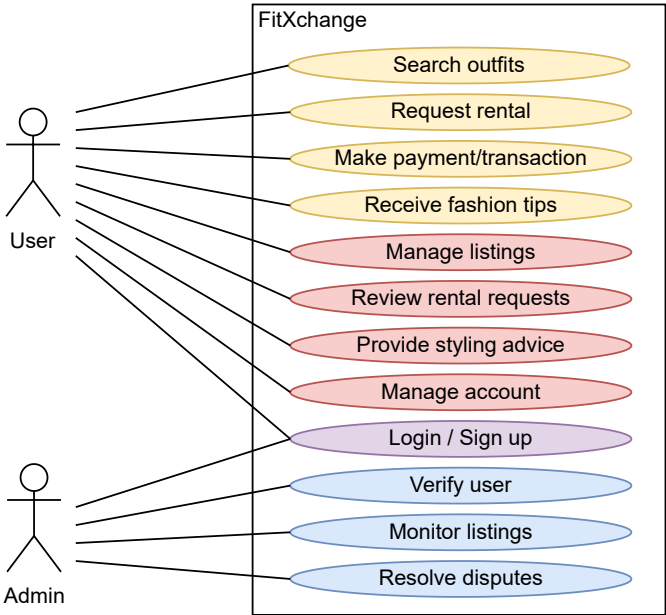 FitXchange
Search outfits
Request rental
Make payment/transaction
Receive fashion tips
User
Manage listings
Review rental requests
Provide styling advice
Manage account
Login / Sign up
Verify user
Monitor listings
Resolve disputes
Admin